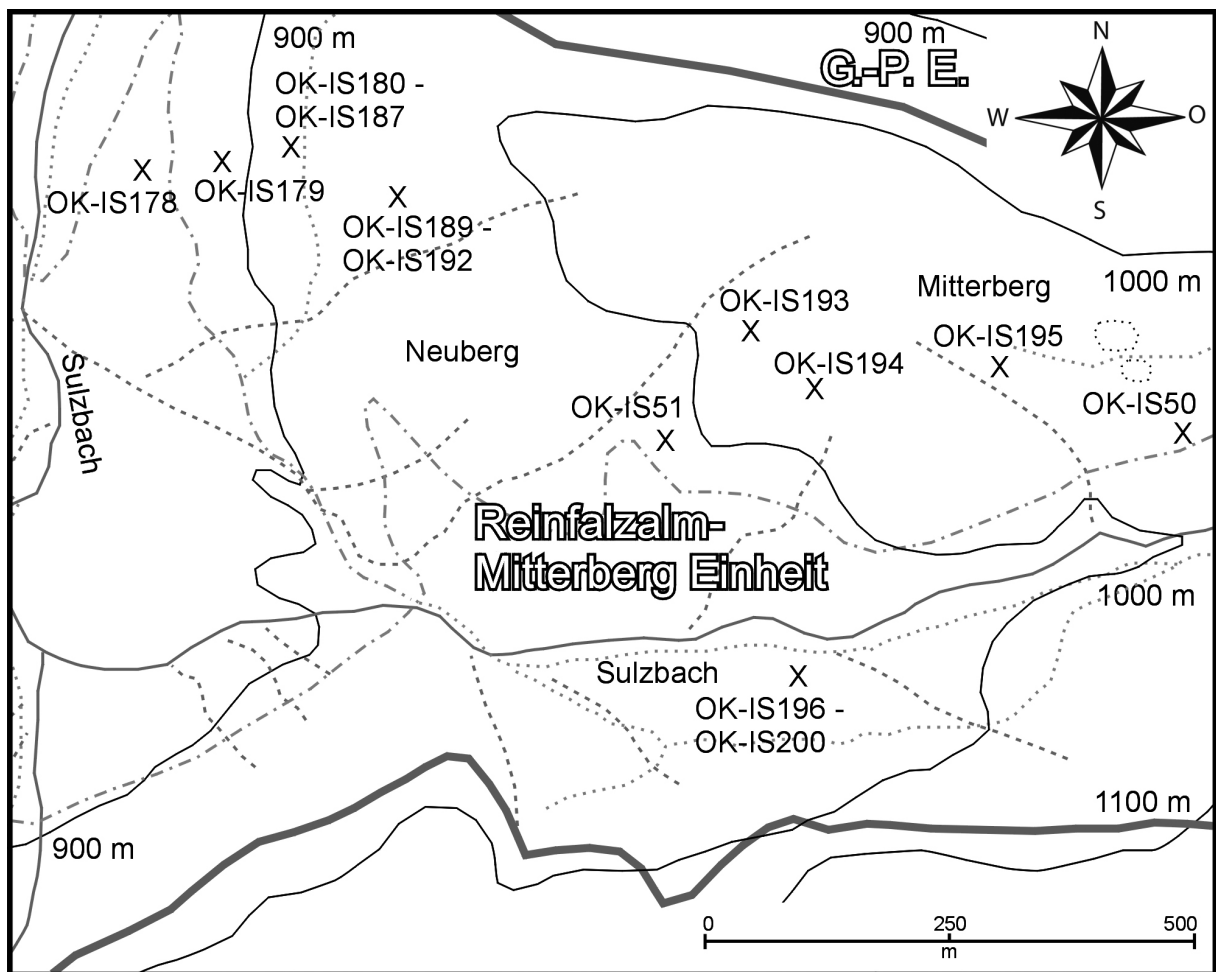 900 m
900 m
N
G.-P. E.
W
O
S
OK-IS180 -
OK-IS187
OK-IS178
OK-IS179
OK-IS189 -
OK-IS192
Mitterberg
1000 m
OK-IS193
OK-IS195
Neuberg
OK-IS194
Sulzbach
OK-IS51
OK-IS50
Reinfalzalm-
Mitterberg Einheit
1000 m
Sulzbach
OK-IS196 -
OK-IS200
1100 m
900 m
0
250
500
m